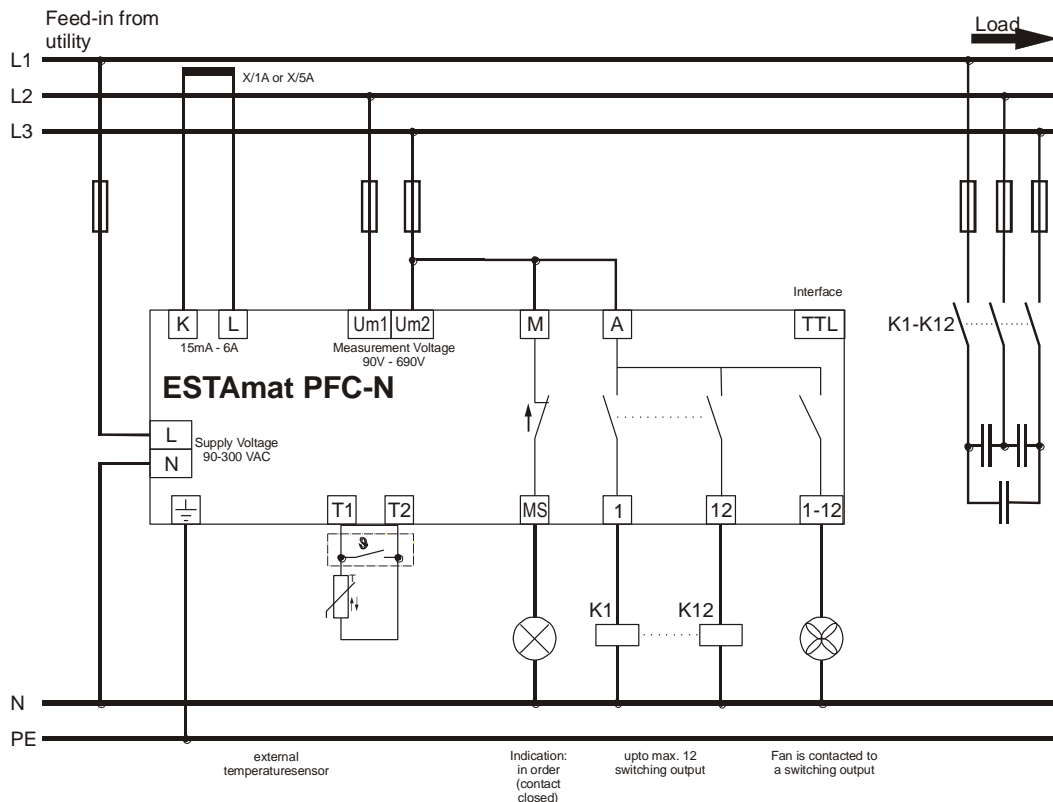 Feed-in from
utility
Load
L1
X/1A or X/5A
L2
L3
Interface
K
L
Um1
Um2
M
A
TTL
K1-K12
15mA - 6A
Measurement Voltage
90V - 690V
ESTAmat PFC-N
L
Supply Voltage
N
90-300 VAC
T1
T2
MS
1
12
1-12
ϑ
T
K1
K12
N
PE
external
temperaturesensor
Indication:
in order
(contact
closed)
upto max. 12
switching output
Fan is contacted to
a switching output